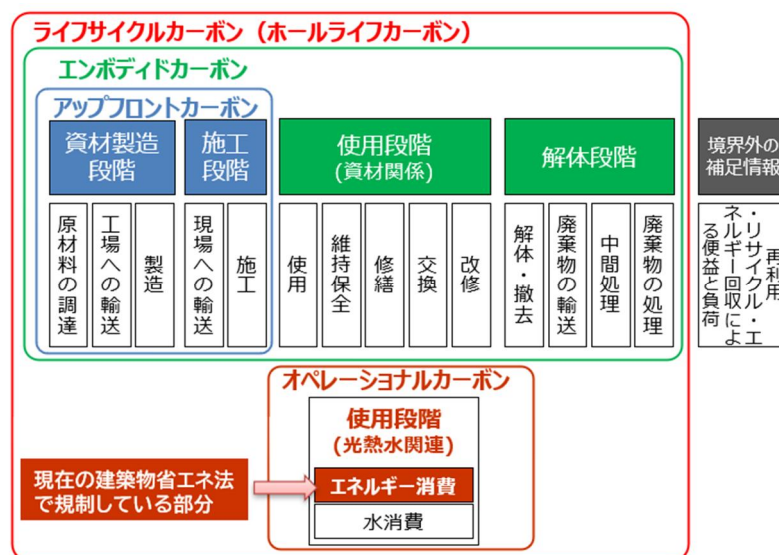 ライフサイクルカーボン（ホールライフカーボン）
エンボディドカーボン
アップフロントカーボン
資材製造
段階
施工
段階
使用段階
(資材関係)
解体段階
境界外の
補足情報
原材料の調達
工場への輸送
製造
現場への輸送
施工
使用
維持保全
修繕
交換
改修
解体・撤去
廃棄物の輸送
中間処理
廃棄物の処理
再利用
・リサイクル・エ
ネルギー回収によ
る便益と負荷
オペレーショナルカーボン
使用段階
(光熱水関連)
エネルギー消費
水消費
現在の建築物省エネ法
で規制している部分